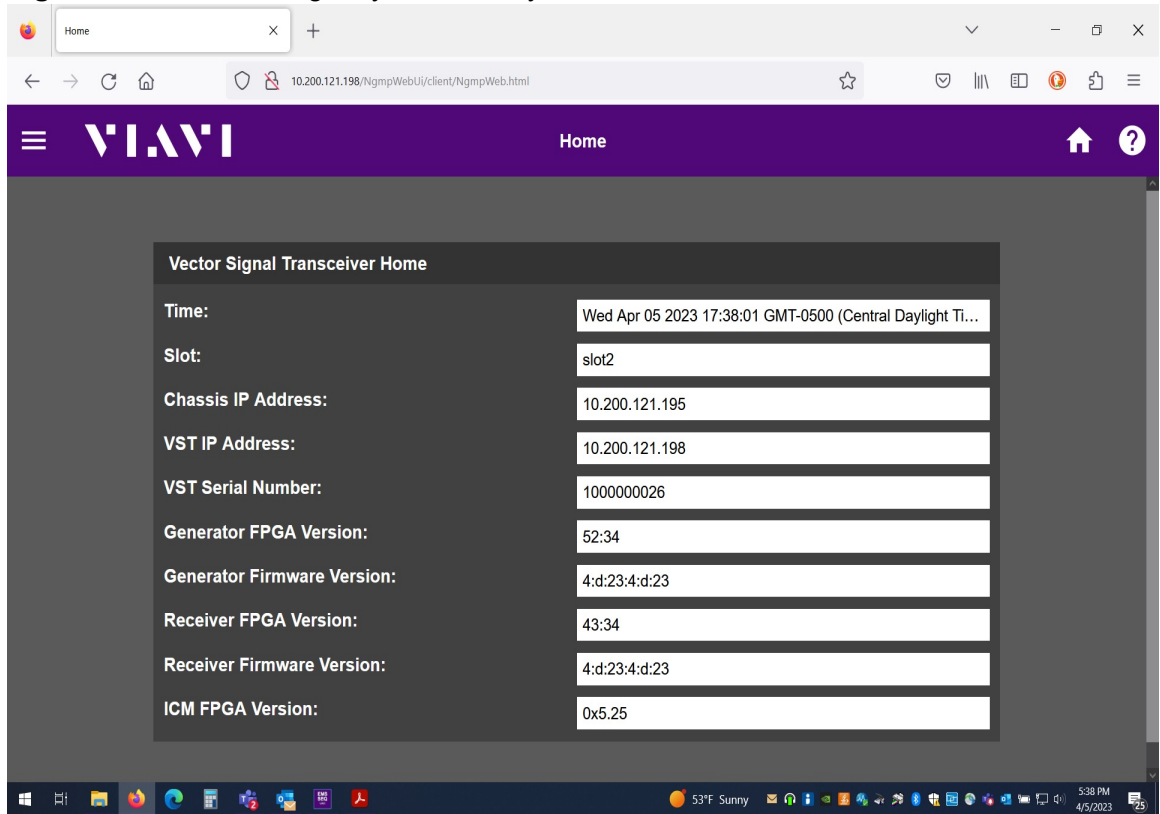 Home
10.200.121.198/NgmpWebUi/client/NgmpWeb.html
VIAVI
Home
?
Vector Signal Transceiver Home
Time:
Wed Apr 05 2023 17:38:01 GMT-0500 (Central Daylight Ti...
Slot:
slot2
Chassis IP Address:
10.200.121.195
VST IP Address:
10.200.121.198
VST Serial Number:
1000000026
Generator FPGA Version:
52:34
Generator Firmware Version:
4:d:23:4:d:23
Receiver FPGA Version:
43:34
Receiver Firmware Version:
4:d:23:4:d:23
ICM FPGA Version:
0x5.25
53°F Sunny
5:38 PM
4/5/2023
25